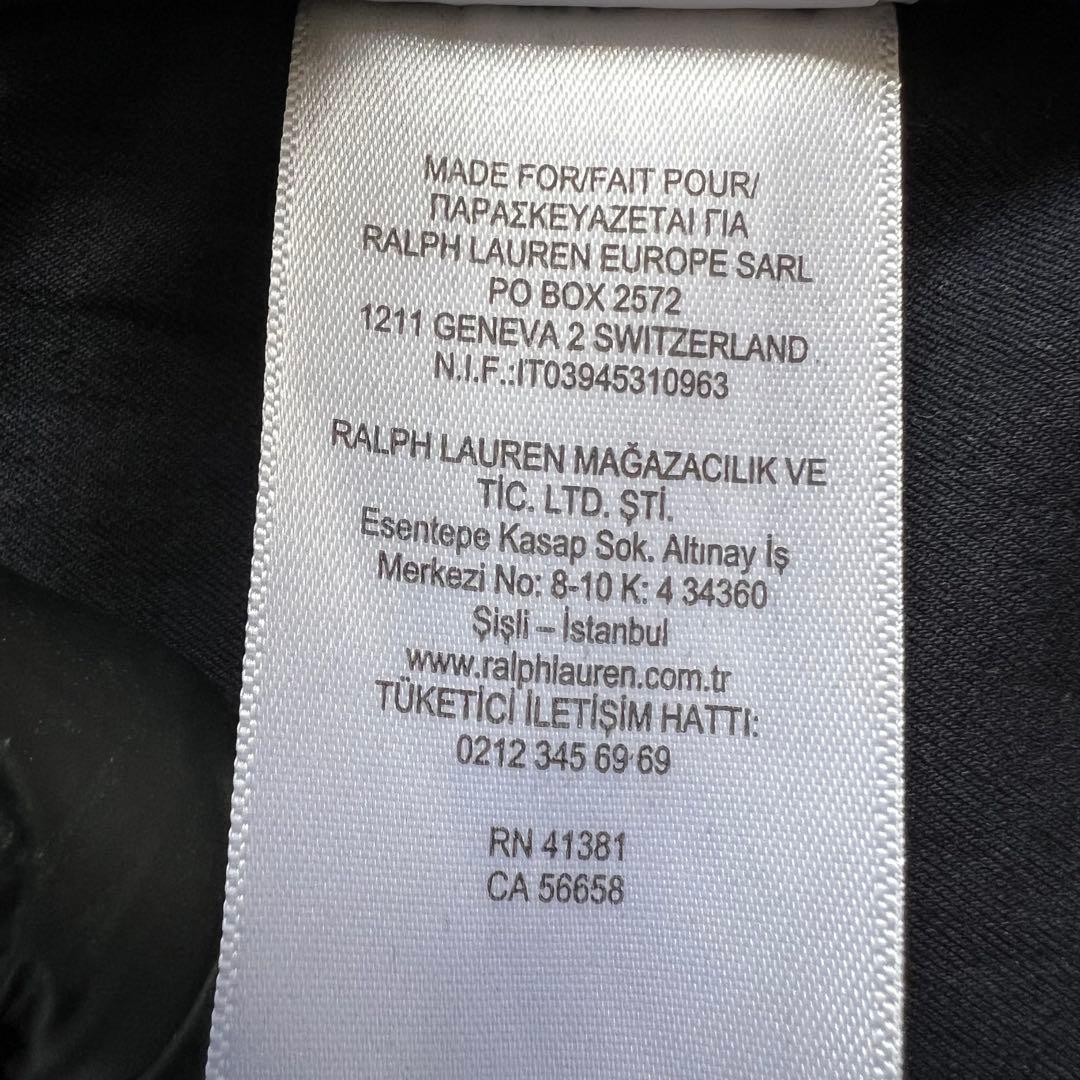 MADE FOR/FAIT POUR/
ΠΑΡΑΣΚΕΥΑΖΕΤΑΙ ΓΙΑ
RALPH LAUREN EUROPE SARL
PO BOX 2572
1211 GENEVA 2 SWITZERLAND
N.I.F.:IT03945310963
RALPH LAUREN MAĞAZACILIK VE
TİC. LTD. ŞTİ.
Esentepe Kasap Sok. Altınay İş
Merkezi No: 8-10 K: 4 34360
Şişli – İstanbul
www.ralphlauren.com.tr
TÜKETİCİ İLETİŞİM HATTI:
0212 345 69 69
RN 41381
CA 56658